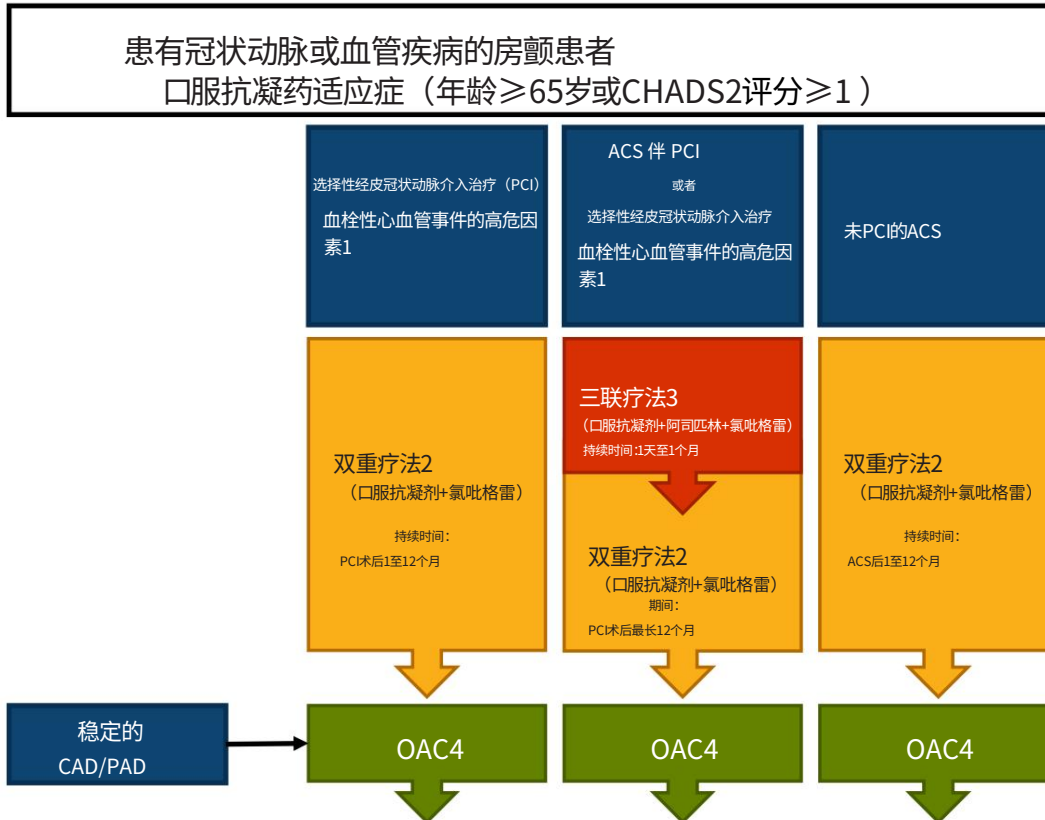 患有冠状动脉或血管疾病的房颤患者
口服抗凝药适应症（年龄≥65岁或CHADS2评分≥1 ）
选择性经皮冠状动脉介入治疗（PCI）
血栓性心血管事件的高危因
素1
ACS 伴 PCI
或者
选择性经皮冠状动脉介入治疗
血栓性心血管事件的高危因
素1
未PCI的ACS
双重疗法2
（口服抗凝剂+氯吡格雷）
持续时间：
PCI术后1至12个月
三联疗法3
（口服抗凝剂+阿司匹林+氯吡格雷）
持续时间:1天至1个月
双重疗法2
（口服抗凝剂+氯吡格雷）
期间：
PCI术后最长12个月
双重疗法2
（口服抗凝剂+氯吡格雷）
持续时间：
ACS后1至12个月
稳定的
CAD/PAD
OAC4
OAC4
OAC4